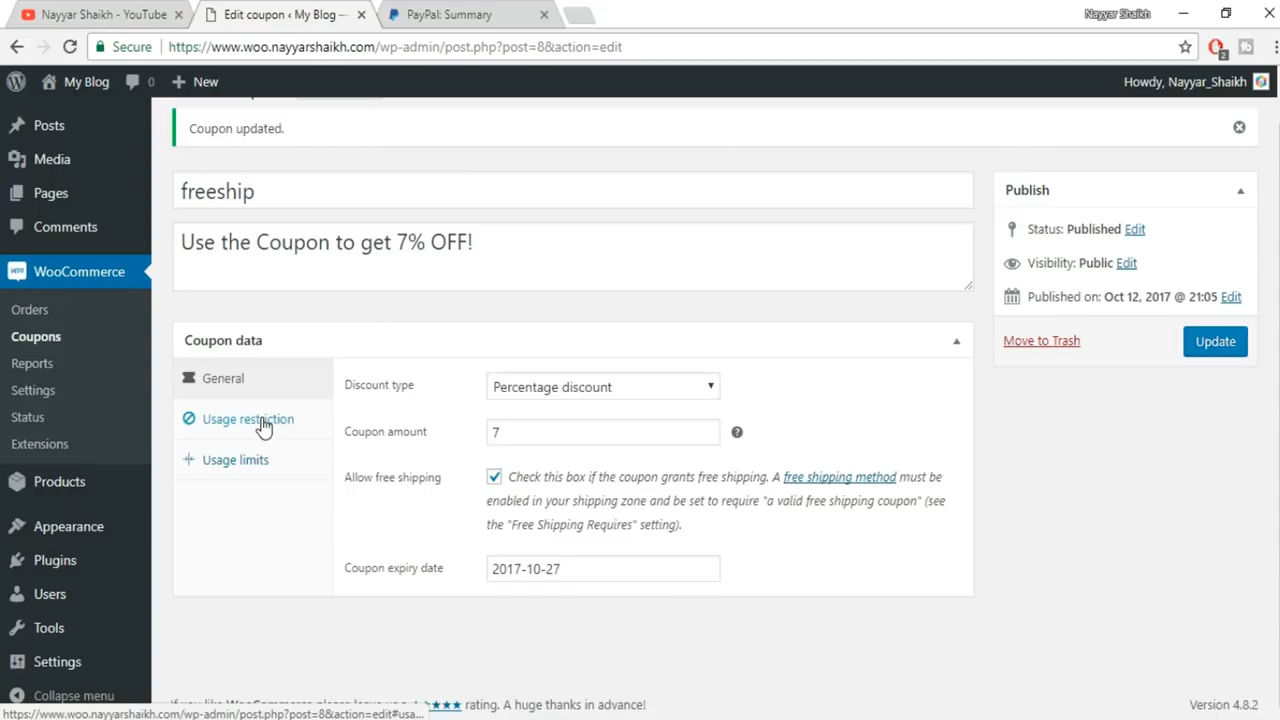 Nayyar Shaikh - YouTube
Edit coupon ‹ My Blog —
PayPal: Summary
Nayyar Shaikh
Secure
https://www.woo.nayyarshaikh.com/wp-admin/post.php?post=8&action=edit
2
My Blog
0
New
Howdy, Nayyar_Shaikh
Posts
Media
Pages
Comments
WooCommerce
Orders
Coupons
Reports
Settings
Status
Extensions
Products
Appearance
Plugins
Users
Tools
Settings
Collapse menu
Coupon updated.
freeship
Use the Coupon to get 7% OFF!
Coupon data
General
Usage restriction
Usage limits
Discount type
Percentage discount
Coupon amount
7
Allow free shipping
Check this box if the coupon grants free shipping. A free shipping method must be
enabled in your shipping zone and be set to require "a valid free shipping coupon" (see
the "Free Shipping Requires" setting).
Coupon expiry date
2017-10-27
Publish
Status: Published Edit
Visibility: Public Edit
Published on: Oct 12, 2017 @ 21:05 Edit
Move to Trash
Update
rating. A huge thanks in advance!
Version 4.8.2
https://www.woo.nayyarshaikh.com/wp-admin/post.php?post=8&action=edit#usa...